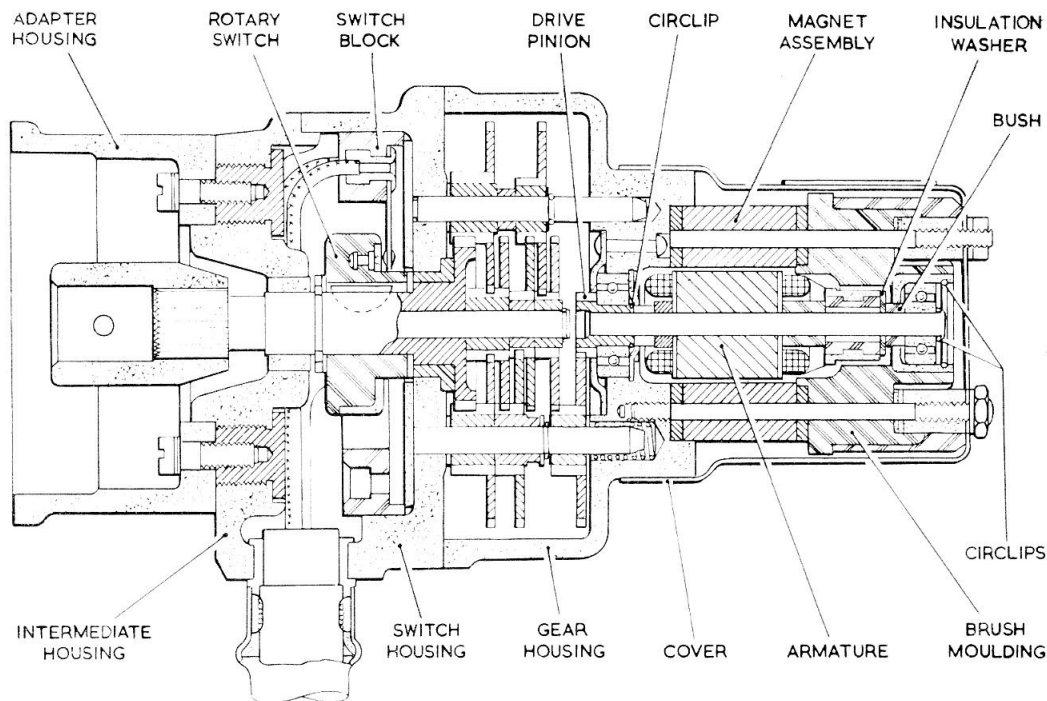 ADAPTER
HOUSING
ROTARY
SWITCH
SWITCH
BLOCK
DRIVE
PINION
CIRCLIP
MAGNET
ASSEMBLY
INSULATION
WASHER
BUSH
CIRCLIPS
INTERMEDIATE
HOUSING
SWITCH
HOUSING
GEAR
HOUSING
COVER
ARMATURE
BRUSH
MOULDING